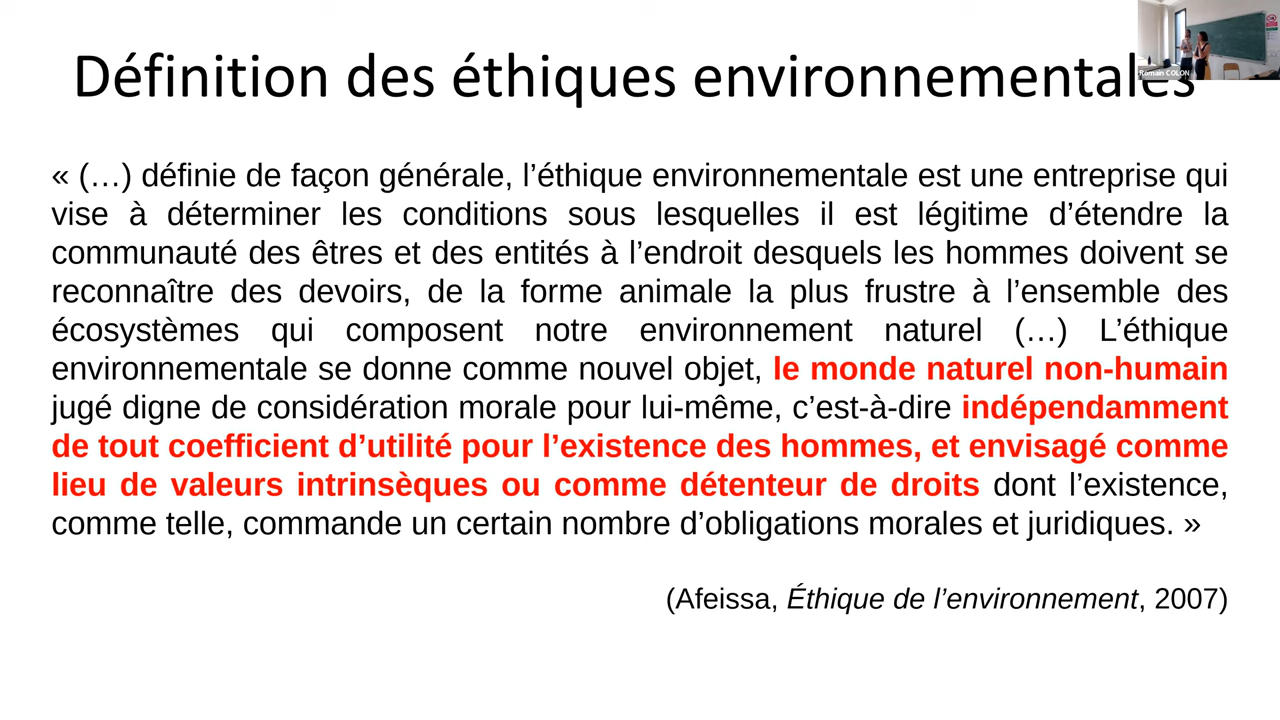 Définition des éthiques environnementales
Romain COLON
« (…) définie de façon générale, l’éthique environnementale est une entreprise qui
vise à déterminer les conditions sous lesquelles il est légitime d’étendre la
communauté des êtres et des entités à l’endroit desquels les hommes doivent se
reconnaître des devoirs, de la forme animale la plus frustre à l’ensemble des
écosystèmes qui composent notre environnement naturel (…) L’éthique
environnementale se donne comme nouvel objet, le monde naturel non-humain
jugé digne de considération morale pour lui-même, c’est-à-dire indépendamment
de tout coefficient d’utilité pour l’existence des hommes, et envisagé comme
lieu de valeurs intrinsèques ou comme détenteur de droits dont l’existence,
comme telle, commande un certain nombre d’obligations morales et juridiques. »
(Afeissa, Éthique de l’environnement, 2007)